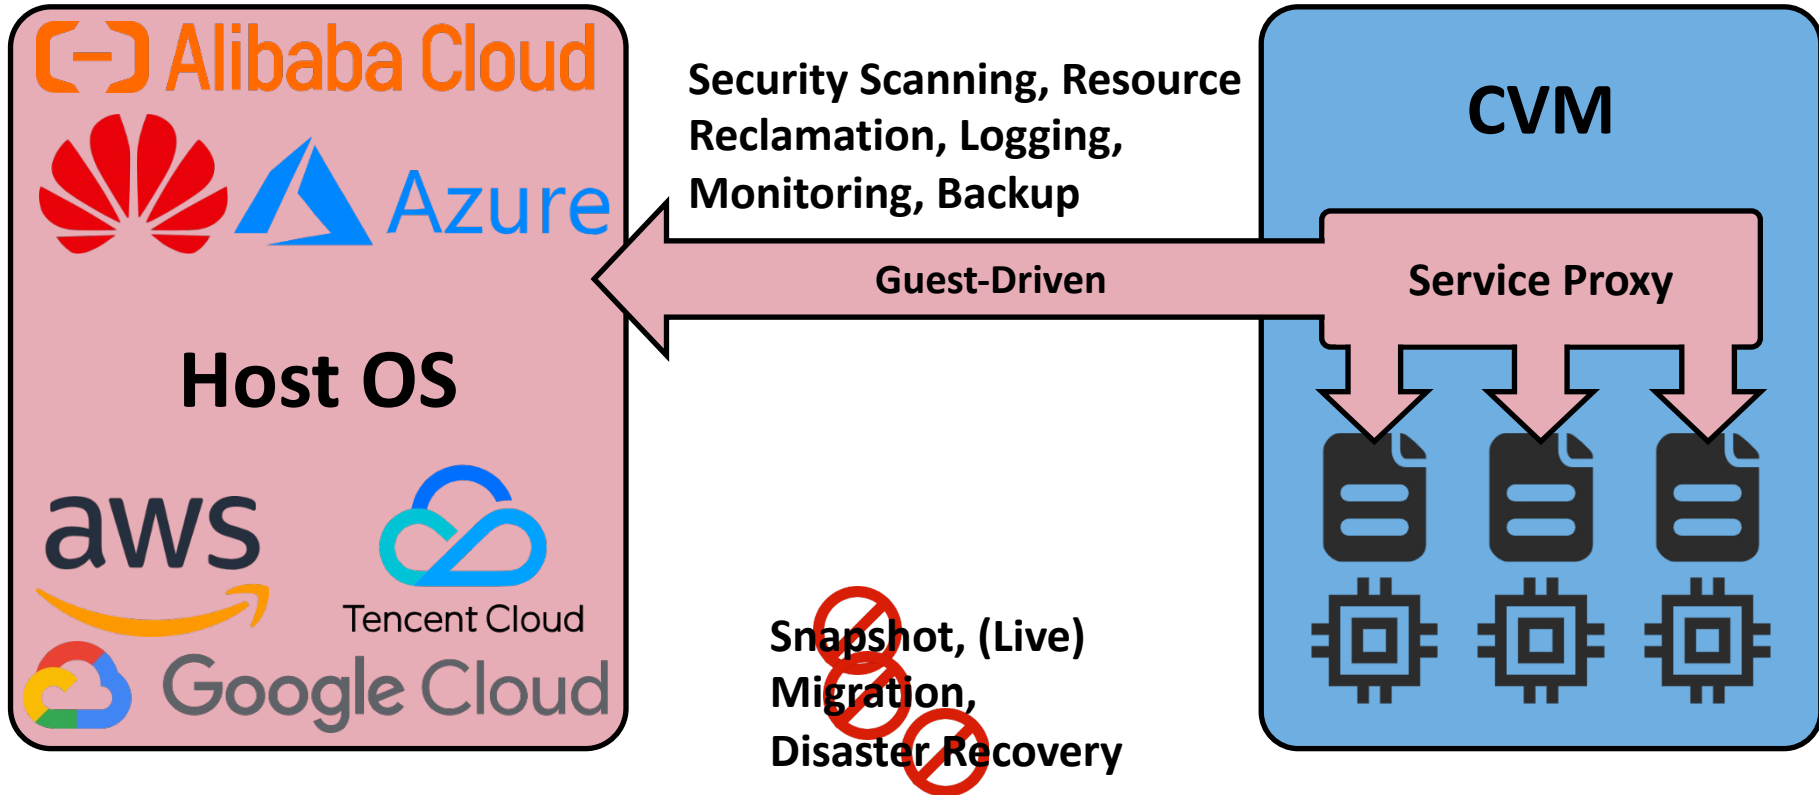 Alibaba Cloud
Azure
Host OS
aws
Tencent Cloud
Google Cloud
Security Scanning, Resource
Reclamation, Logging,
Monitoring, Backup
Guest-Driven
Snapshot, (Live)
Migration,
Disaster Recovery
CVM
Service Proxy